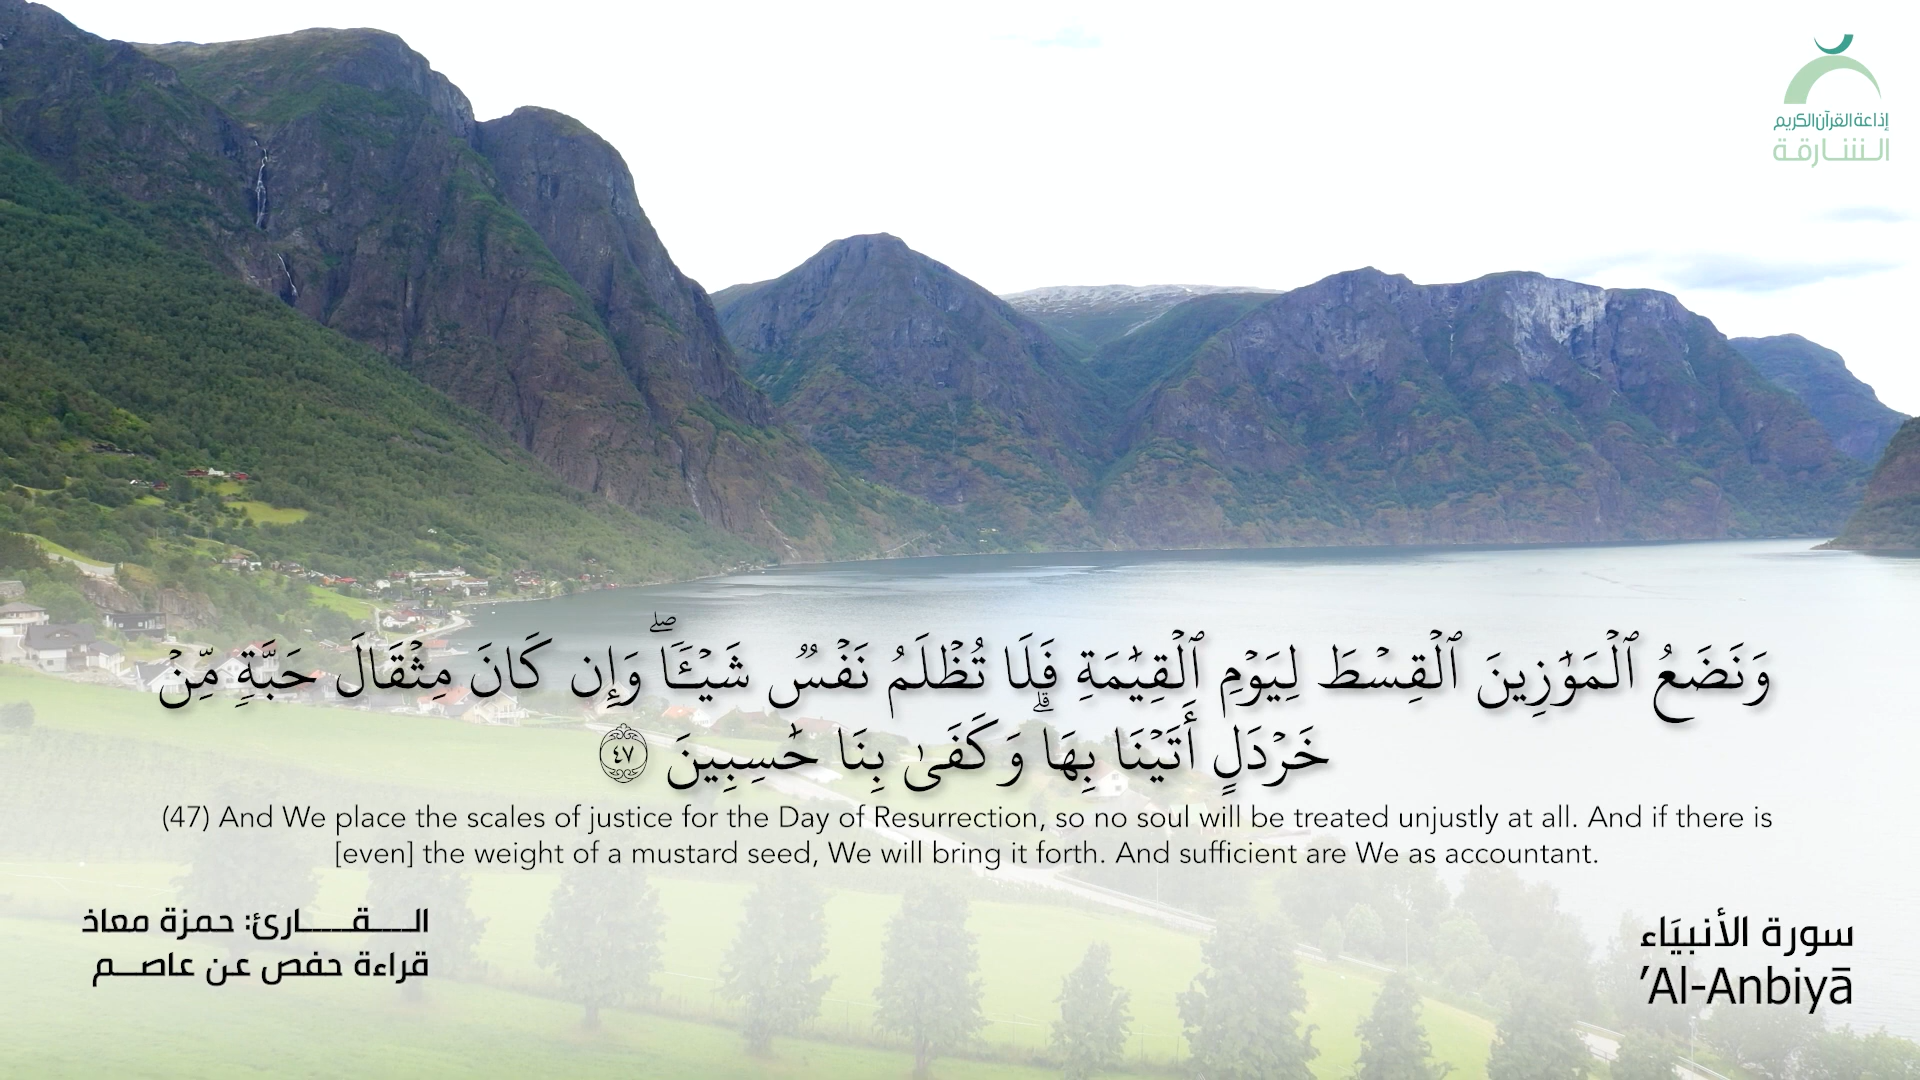 إذاعة القرآن الكريم
الشارقة
وَنَضَعُ ٱلْمَوَٰزِينَ ٱلْقِسْطَ لِيَوْمِ ٱلْقِيَٰمَةِ فَلَا تُظْلَمُ نَفْسٌ شَيْـًٔا ۖ وَإِن كَانَ مِثْقَالَ حَبَّةٍ مِّنْ
خَرْدَلٍ أَتَيْنَا بِهَا ۗ وَكَفَىٰ بِنَا حَٰسِبِينَ ٤٧
(47) And We place the scales of justice for the Day of Resurrection, so no soul will be treated unjustly at all. And if there is
[even] the weight of a mustard seed, We will bring it forth. And sufficient are We as accountant.
سورة الأنبيَاء
’Al-Anbiyā
الـــقـــارئ: حمزة معاذ
قراءة حفص عن عاصـم